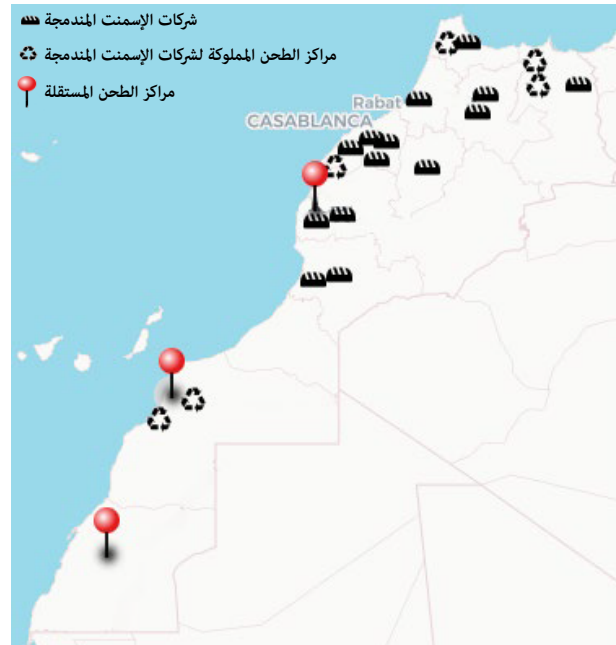 شركات الإسمنت المندمجة
مراكز الطحن المملوكة لشركات الإسمنت المندمجة
مراكز الطحن المستقلة
Rabat
CASABLANCA